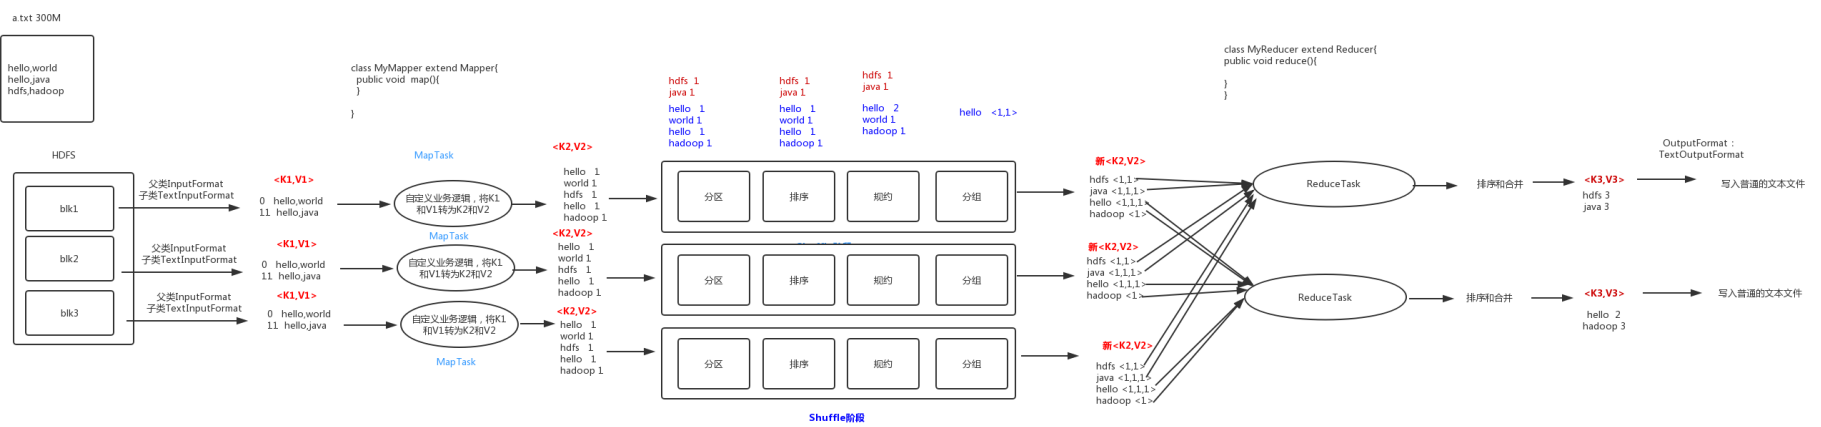 a.txt 300M
hello,world
hello,java
hdfs,hadoop
HDFS
blk1
blk2
blk3
父类InputFormat
子类TextInputFormat
父类InputFormat
子类TextInputFormat
父类InputFormat
子类TextInputFormat
<K1,V1>
0 hello,world
11 hello,java
<K1,V1>
0 hello,world
11 hello,java
<K1,V1>
0 hello,world
11 hello,java
class MyMapper extend Mapper{
public void map(){
}
}
MapTask
自定义业务逻辑，将K1
和V1转为K2和V2
MapTask
自定义业务逻辑，将K1
和V1转为K2和V2
自定义业务逻辑，将K1
和V1转为K2和V2
MapTask
<K2,V2>
hello 1
world 1
hdfs 1
hello 1
hadoop 1
<K2,V2>
hello 1
world 1
hdfs 1
hello 1
hadoop 1
<K2,V2>
hello 1
world 1
hdfs 1
hello 1
hadoop 1
hdfs 1
java 1
hello 1
world 1
hello 1
hadoop 1
hdfs 1
java 1
hello 1
world 1
hello 1
hadoop 1
hdfs 1
java 1
hello 2
world 1
hadoop 1
hello <1,1>
分区
排序
规约
分组
分区
排序
规约
分组
分区
排序
规约
分组
Shuffle阶段
新<K2,V2>
hdfs <1,1>
java <1,1,1>
hello <1,1,1>
hadoop <1>
新<K2,V2>
hdfs <1,1>
java <1,1,1>
hello <1,1,1>
hadoop <1>
新<K2,V2>
hdfs <1,1>
java <1,1,1>
hello <1,1,1>
hadoop <1>
class MyReducer extend Reducer{
public void reduce(){
}
}
ReduceTask
ReduceTask
排序和合并
排序和合并
<K3,V3>
hdfs 3
java 3
<K3,V3>
hello 2
hadoop 3
OutputFormat：
TextOutputFormat
写入普通的文本文件
写入普通的文本文件